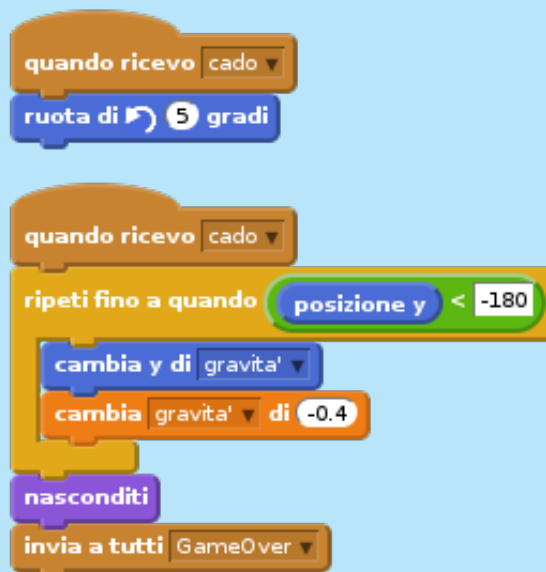 quando ricevo cado
ruota di 5 gradi
quando ricevo cado
ripeti fino a quando posizione y < -180
cambia y di gravita'
cambia gravita' di -0.4
nasconditi
invia a tutti GameOver